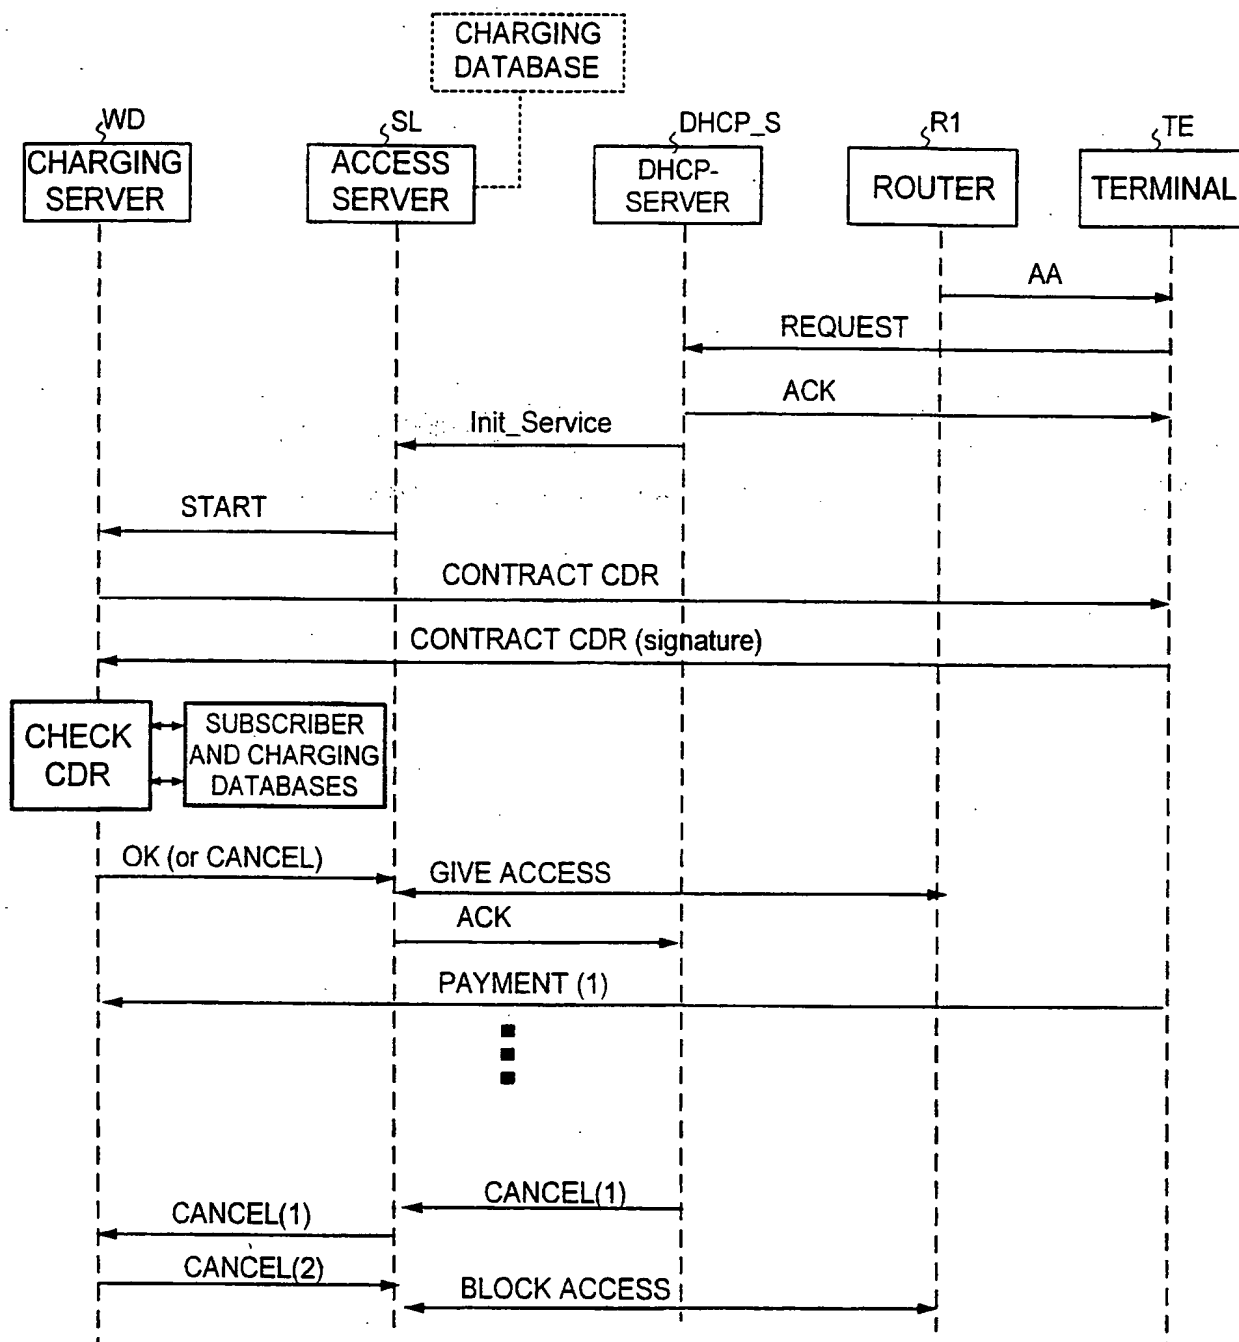 CHARGING
DATABASE
WD
SL
DHCP_S
R1
TE
CHARGING
SERVER
ACCESS
SERVER
DHCP-
SERVER
ROUTER
TERMINAL
AA
REQUEST
ACK
Init_Service
START
CONTRACT CDR
CONTRACT CDR (signature)
CHECK
CDR
SUBSCRIBER
AND CHARGING
DATABASES
OK (or CANCEL)
GIVE ACCESS
ACK
PAYMENT (1)
CANCEL(1)
CANCEL(1)
CANCEL(2)
BLOCK ACCESS